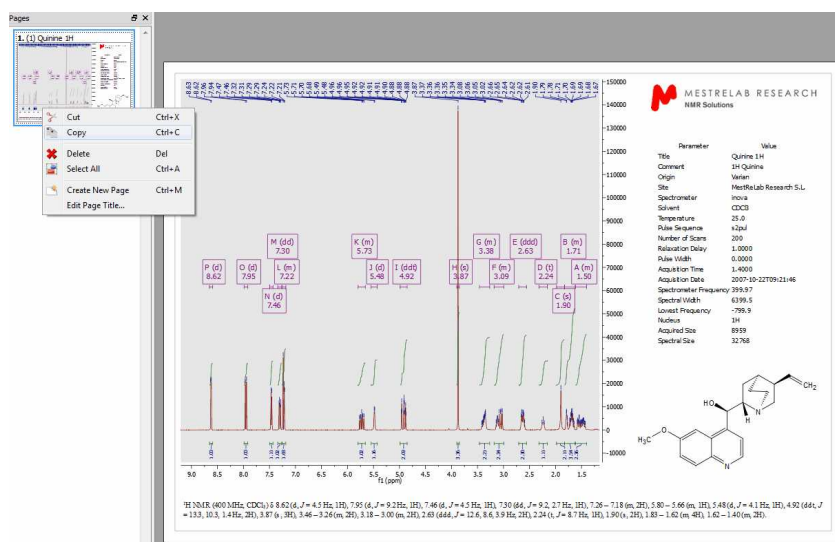 Pages
1. (1) Quinine 1H
Cut Ctrl+X
Copy Ctrl+C
Delete Del
Select All Ctrl+A
Create New Page Ctrl+M
Edit Page Title...
MESTRELAB RESEARCH
NMR Solutions
Parameter Value
Title Quinine 1H
Comment 1H Quinine
Origin Varian
Site MestReLab Research S.L.
Spectrometer inova
Solvent CDCl3
Temperature 25.0
Pulse Sequence s2pul
Number of Scans 200
Relaxation Delay 1.0000
Pulse Width 0.0000
Acquisition Time 1.4000
Acquisition Date 2007-10-22T09:21:46
Spectrometer Frequency 399.97
Spectral Width 6399.5
Lowest Frequency -799.9
Nucleus 1H
Acquired Size 8959
Spectral Size 32768
150000
140000
130000
120000
110000
100000
90000
80000
70000
60000
50000
40000
30000
20000
10000
0
-10000
M (dd)
7.30
K (m)
5.73
G (m)
3.38
E (ddd)
2.63
B (m)
1.71
P (d)
8.62
O (d)
7.95
L (m)
7.22
J (d)
5.48
I (ddt)
4.92
H (s)
3.87
F (m)
3.09
D (t)
2.24
A (m)
1.50
N (d)
7.46
C (s)
1.90
9.0 8.5 8.0 7.5 7.0 6.5 6.0 5.5 5.0 4.5 4.0 3.5 3.0 2.5 2.0 1.5
f1 (ppm)
HO
H
N
CH2
H3C
O
N
¹H NMR (400 MHz, CDCl₃) δ 8.62 (d, J = 4.5 Hz, 1H), 7.95 (d, J = 9.2 Hz, 1H), 7.46 (d, J = 4.5 Hz, 1H), 7.30 (dd, J = 9.2, 2.7 Hz, 1H), 7.26 – 7.18 (m, 2H), 5.80 – 5.66 (m, 1H), 5.48 (d, J = 4.1 Hz, 1H), 4.92 (ddt, J
= 13.3, 10.3, 1.4 Hz, 2H), 3.87 (s, 3H), 3.46 – 3.26 (m, 2H), 3.18 – 3.00 (m, 2H), 2.63 (ddd, J = 12.6, 8.6, 3.9 Hz, 2H), 2.24 (t, J = 8.7 Hz, 1H), 1.90 (s, 2H), 1.83 – 1.62 (m, 4H), 1.62 – 1.40 (m, 2H).